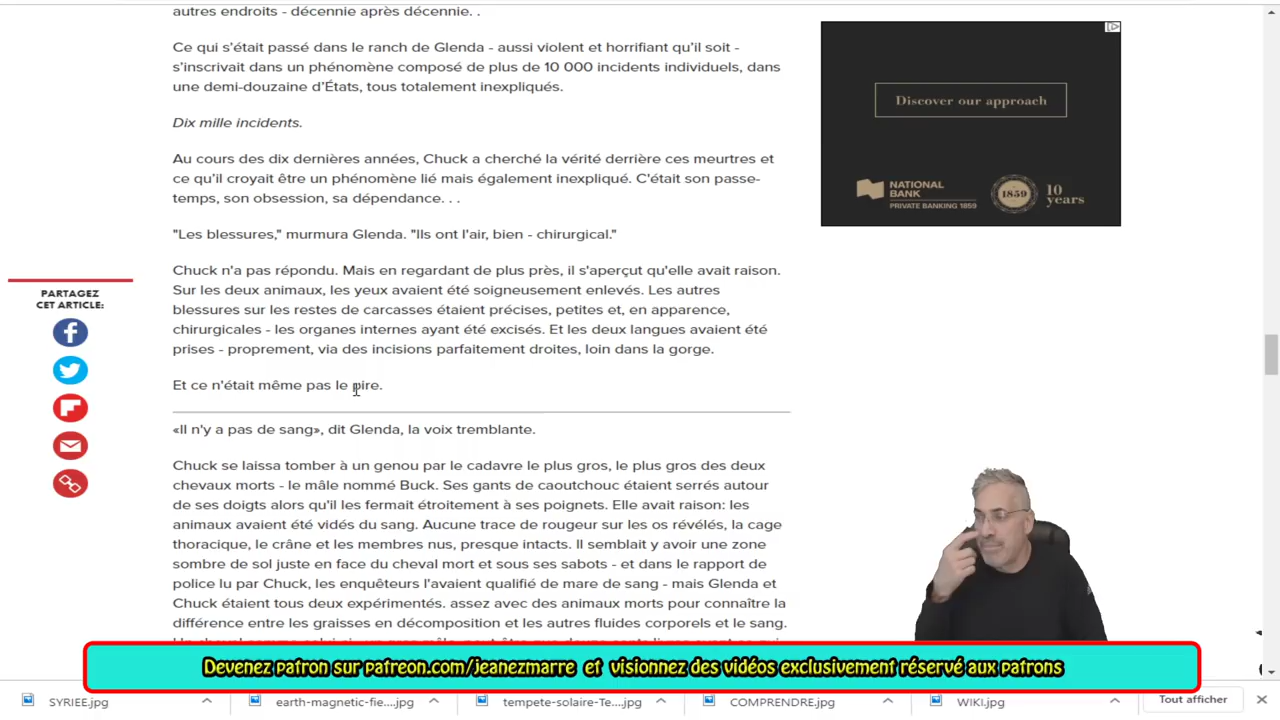 autres endroits - décennie après décennie. .
Ce qui s'était passé dans le ranch de Glenda - aussi violent et horrifiant qu'il soit -
s'inscrivait dans un phénomène composé de plus de 10 000 incidents individuels, dans
une demi-douzaine d'États, tous totalement inexpliqués.
Dix mille incidents.
Au cours des dix dernières années, Chuck a cherché la vérité derrière ces meurtres et
ce qu'il croyait être un phénomène lié mais également inexpliqué. C'était son passe-
temps, son obsession, sa dépendance. . .
"Les blessures," murmura Glenda. "Ils ont l'air, bien - chirurgical."
Chuck n'a pas répondu. Mais en regardant de plus près, il s'aperçut qu'elle avait raison.
Sur les deux animaux, les yeux avaient été soigneusement enlevés. Les autres
blessures sur les restes de carcasses étaient précises, petites et, en apparence,
chirurgicales - les organes internes ayant été excisés. Et les deux langues avaient été
prises - proprement, via des incisions parfaitement droites, loin dans la gorge.
Et ce n'était même pas le pire.
«Il n'y a pas de sang», dit Glenda, la voix tremblante.
Chuck se laissa tomber à un genou par le cadavre le plus gros, le plus gros des deux
chevaux morts - le mâle nommé Buck. Ses gants de caoutchouc étaient serrés autour
de ses doigts alors qu'il les fermait étroitement à ses poignets. Elle avait raison: les
animaux avaient été vidés du sang. Aucune trace de rougeur sur les os révélés, la cage
thoracique, le crâne et les membres nus, presque intacts. Il semblait y avoir une zone
sombre de sol juste en face du cheval mort et sous ses sabots - et dans le rapport de
police lu par Chuck, les enquêteurs l'avaient qualifié de mare de sang - mais Glenda et
Chuck étaient tous deux expérimentés. assez avec des animaux morts pour connaître la
différence entre les graisses en décomposition et les autres fluides corporels et le sang.
PARTAGEZ
CET ARTICLE:
Discover our approach
NATIONAL
BANK
PRIVATE BANKING 1859
1859
10
years
Devenez patron sur patreon.com/jeanezmarre et visionnez des vidéos exclusivement réservé aux patrons
SYRIEE.jpg
earth-magnetic-fie....jpg
tempete-solaire-Te....jpg
COMPRENDRE.jpg
WIKI.jpg
Tout afficher